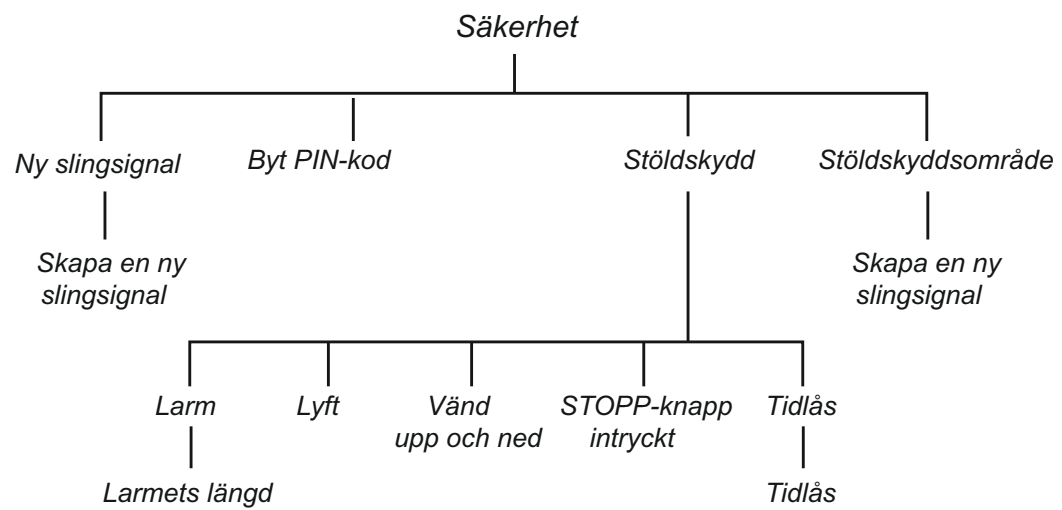 Säkerhet
Ny slingsignal
Byt PIN-kod
Stöldskydd
Stöldskyddsområde
Skapa en ny
slingsignal
Skapa en ny
slingsignal
Larm
Lyft
Vänd
upp och ned
STOPP-knapp
intryckt
Tidlås
Larmets längd
Tidlås